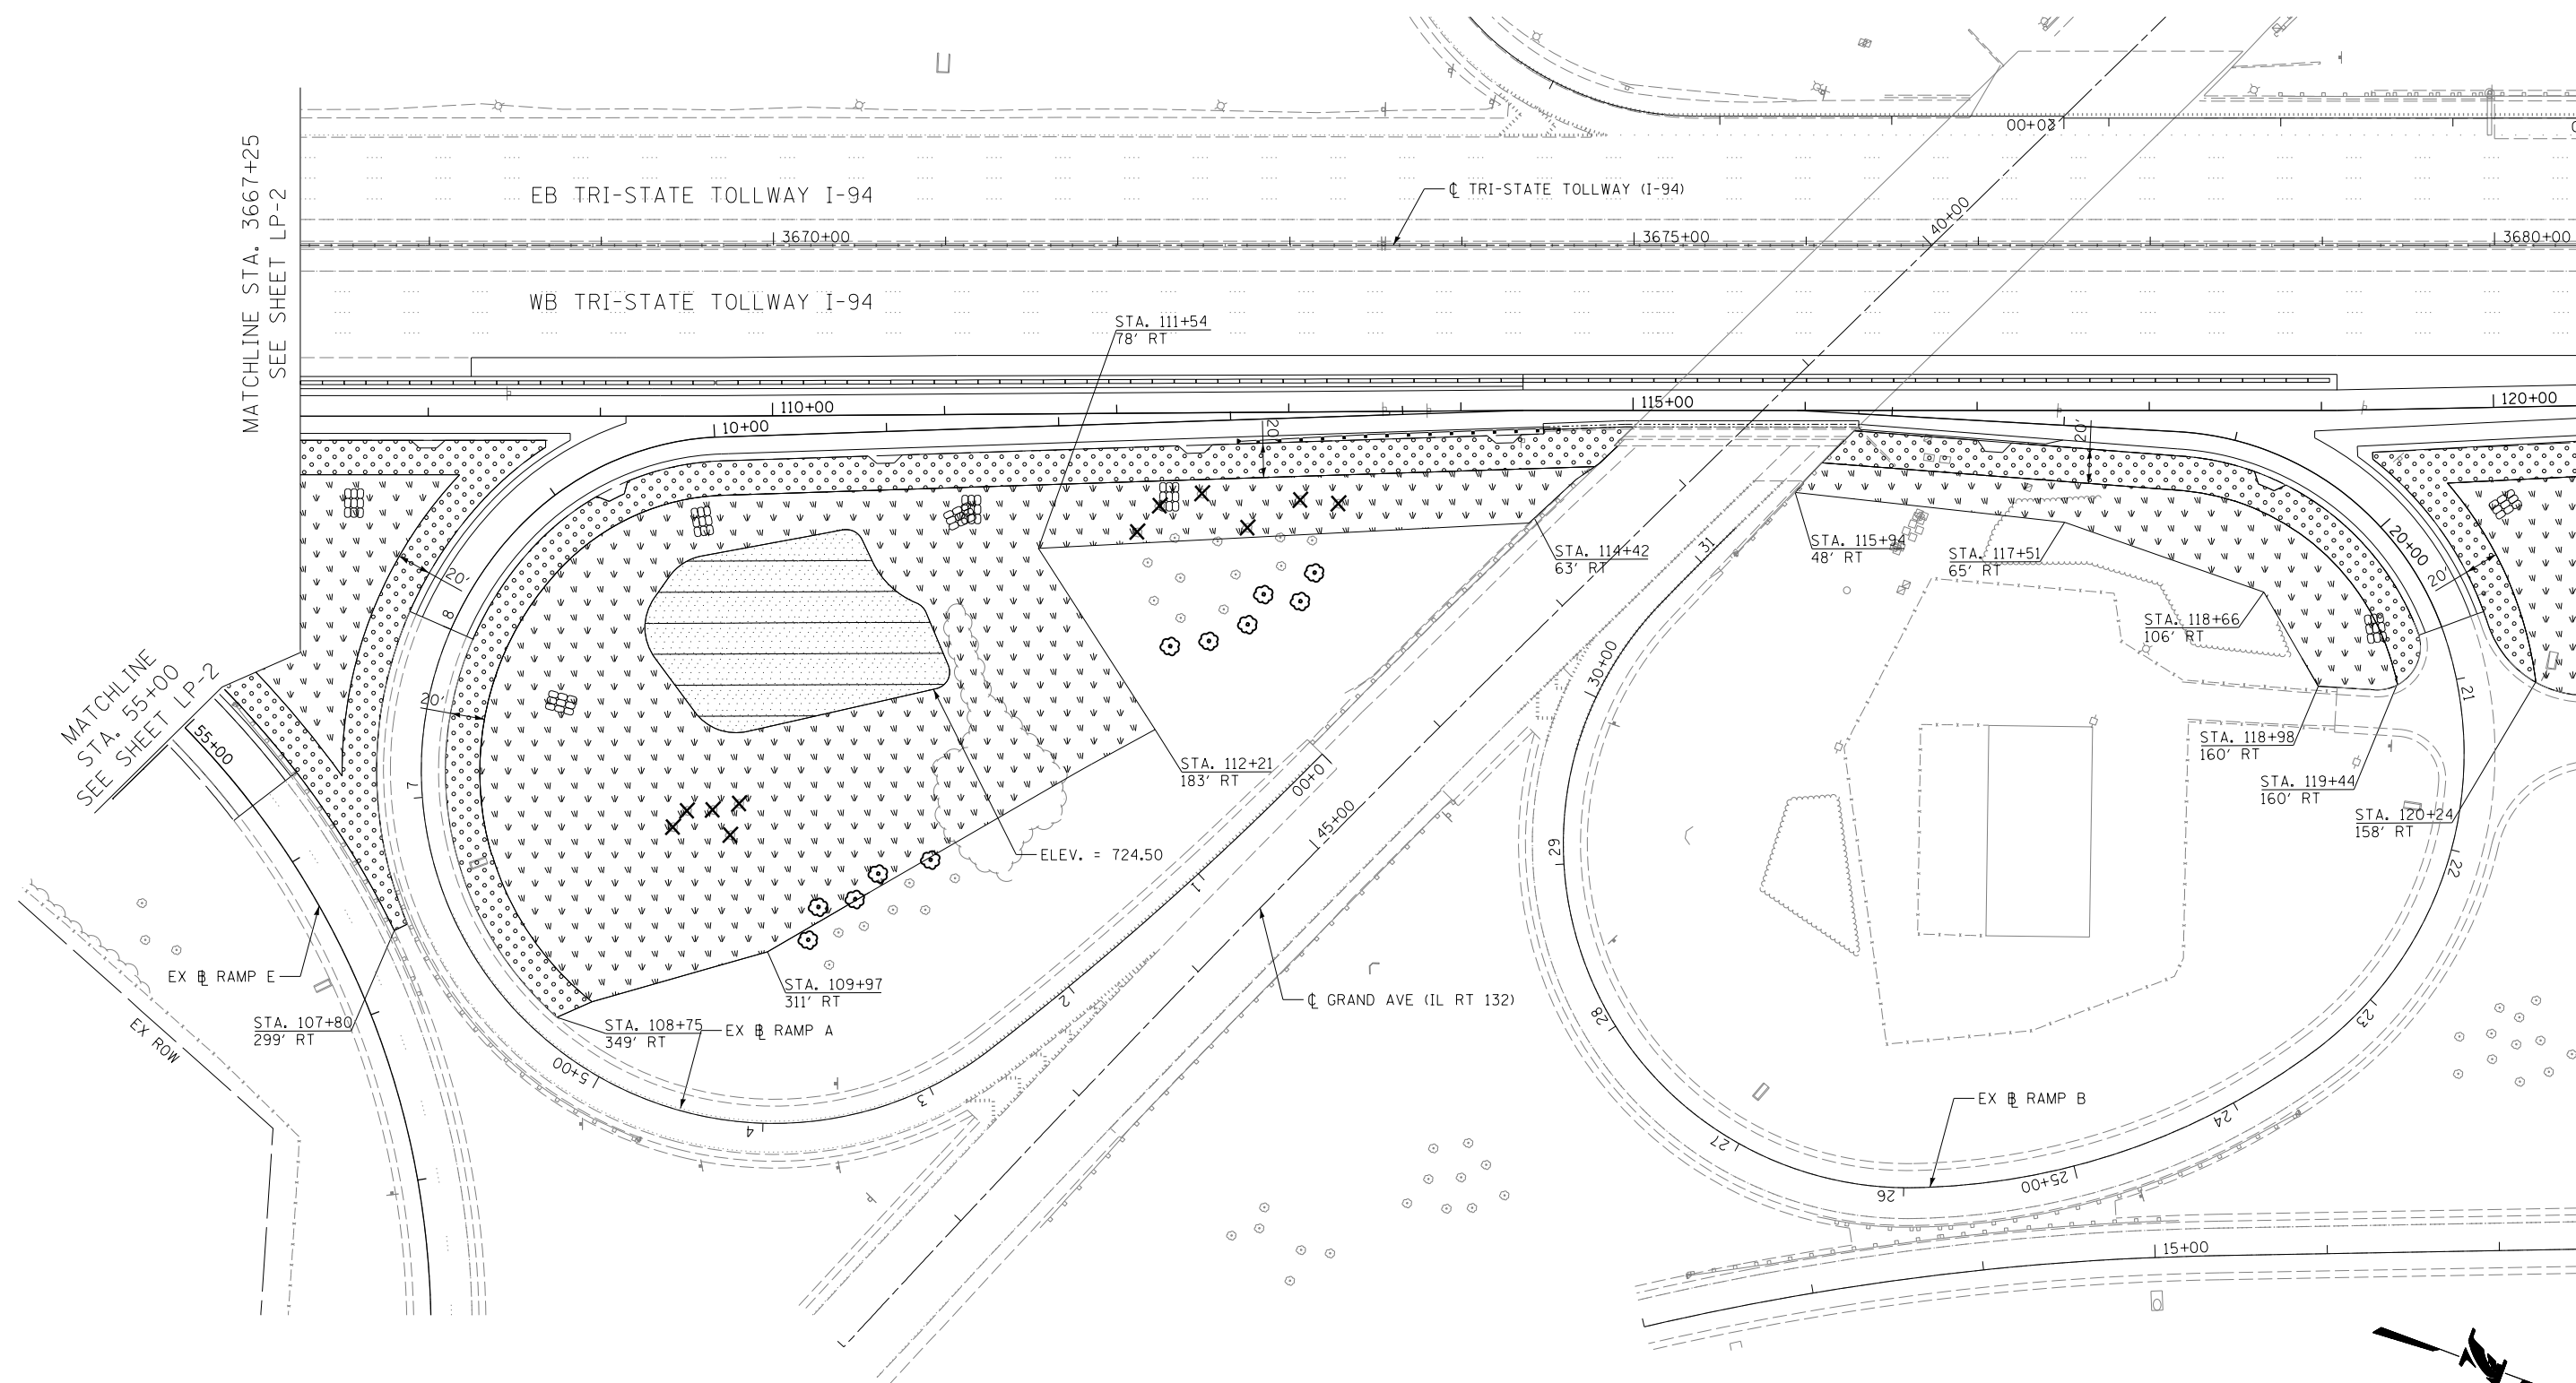 MATCHLINE STA. 3667+25
SEE SHEET LP-2
EB TRI-STATE TOLLWAY I-94
℄ TRI-STATE TOLLWAY (I-94)
00+02
40+00
3670+00
3675+00
3680+00
WB TRI-STATE TOLLWAY I-94
STA. 111+54
78' RT
110+00
115+00
120+00
10+00
20'
20'
STA. 114+42
63' RT
31
STA. 115+94
48' RT
STA. 117+51
65' RT
20+00
20'
20'
8
STA. 118+66
106' RT
MATCHLINE
STA. 55+00
SEE SHEET LP-2
55+00
20'
7
30+00
21
STA. 112+21
183' RT
0+00
STA. 118+98
160' RT
STA. 119+44
160' RT
STA. 120+24
158' RT
45+00
ELEV. = 724.50
29
22
1
EX ROW
EX BL RAMP E
STA. 109+97
311' RT
2
℄ GRAND AVE (IL RT 132)
28
23
STA. 107+80
299' RT
STA. 108+75
349' RT
EX BL RAMP A
5+00
3
4
EX BL RAMP B
24
27
25+00
26
15+00